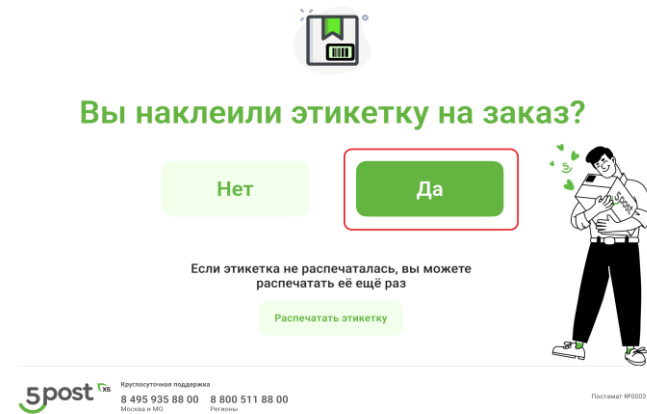 Вы наклеили этикетку на заказ?
Нет
Да
5
5post
Если этикетка не распечаталась, вы можете
распечатать её ещё раз
Распечатать этикетку
5post X5
Круглосуточная поддержка
8 495 935 88 00 8 800 511 88 00
Москва и МО Регионы
Постамат №0002